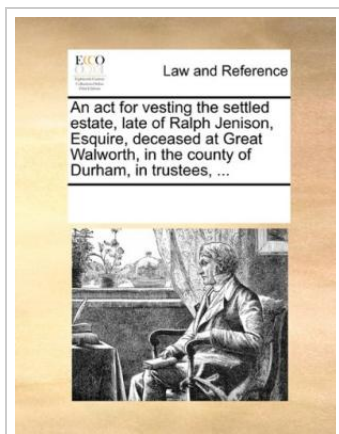 ECCO
Law and Reference
An act for vesting the settled
estate, late of Ralph Jenison,
Esquire, deceased at Great
Walworth, in the county of
Durham, in trustees, ...